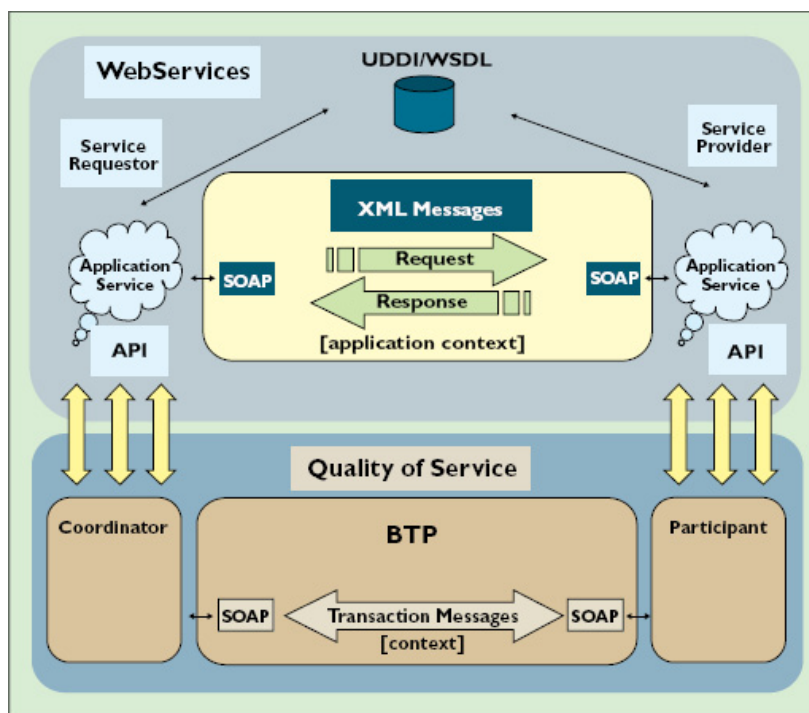 UDDI/WSDL
WebServices
Service
Requestor
Service
Provider
XML Messages
Application
Service
SOAP
Request
Response
[application context]
SOAP
Application
Service
API
API
Quality of Service
Coordinator
BTP
Participant
SOAP
Transaction Messages
[context]
SOAP